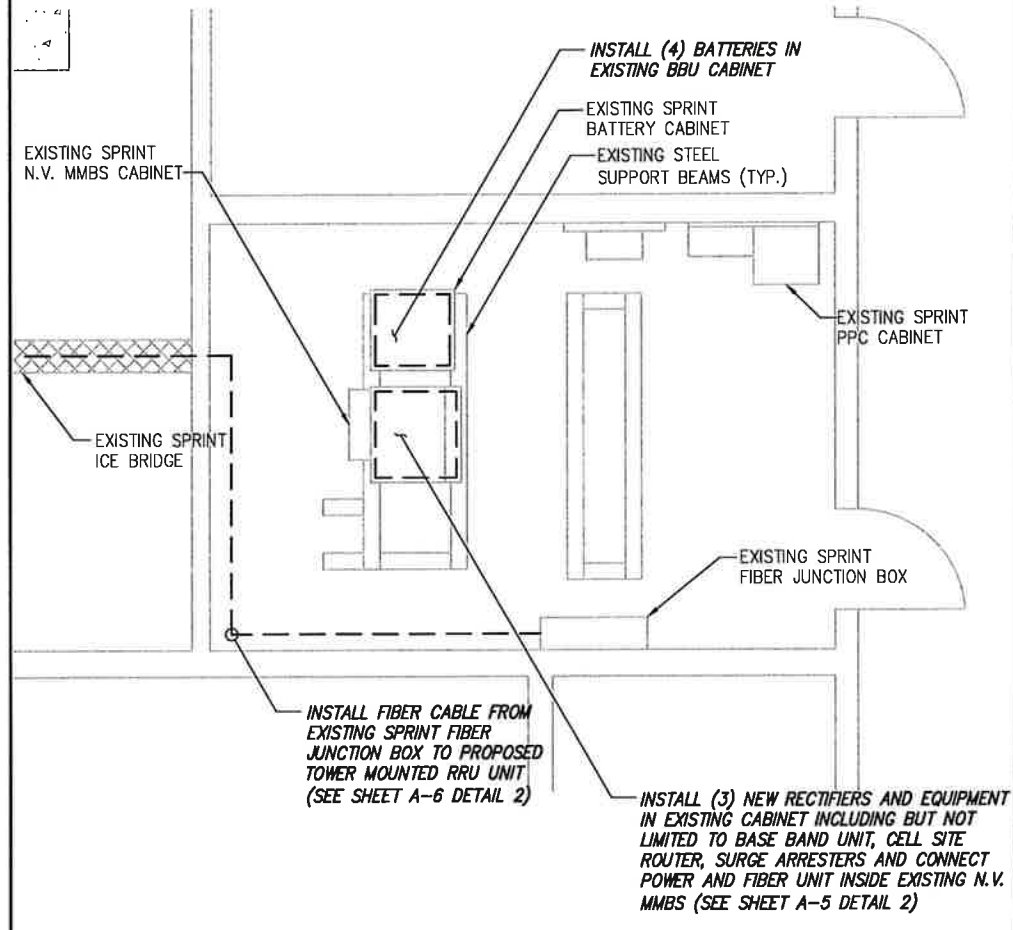 INSTALL (4) BATTERIES IN
EXISTING BBU CABINET
EXISTING SPRINT
BATTERY CABINET
EXISTING STEEL
SUPPORT BEAMS (TYP.)
EXISTING SPRINT
N.V. MMBS CABINET
EXISTING SPRINT
PPC CABINET
EXISTING SPRINT
ICE BRIDGE
EXISTING SPRINT
FIBER JUNCTION BOX
INSTALL FIBER CABLE FROM
EXISTING SPRINT FIBER
JUNCTION BOX TO PROPOSED
TOWER MOUNTED RRU UNIT
(SEE SHEET A-6 DETAIL 2)
INSTALL (3) NEW RECTIFIERS AND EQUIPMENT
IN EXISTING CABINET INCLUDING BUT NOT
LIMITED TO BASE BAND UNIT, CELL SITE
ROUTER, SURGE ARRESTERS AND CONNECT
POWER AND FIBER UNIT INSIDE EXISTING N.V.
MMBS (SEE SHEET A-5 DETAIL 2)